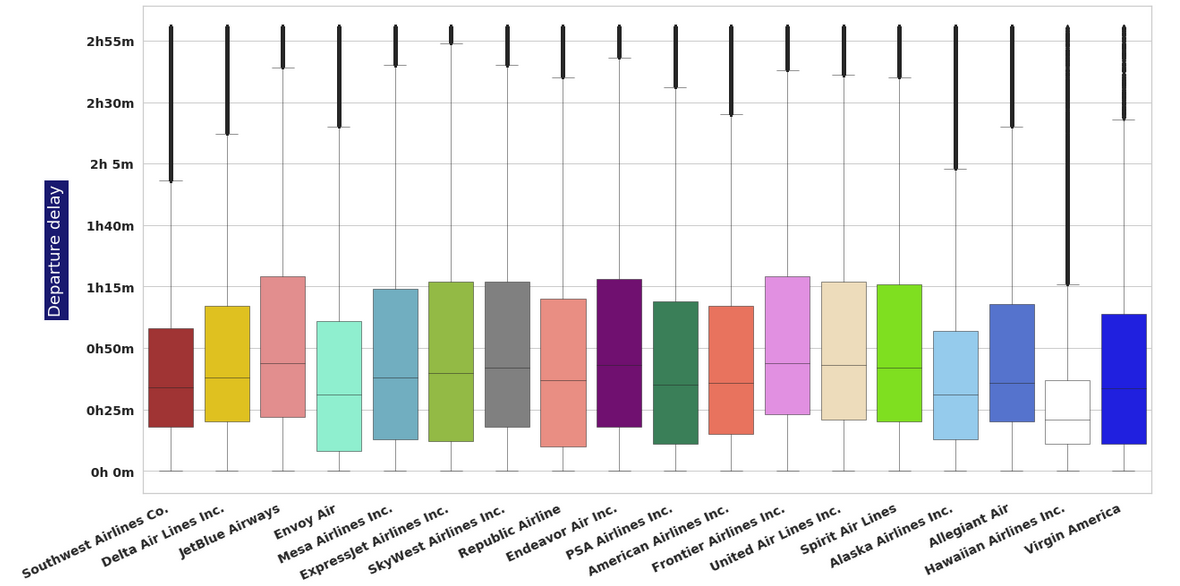 2h55m
2h30m
2h 5m
1h40m
1h15m
0h50m
0h25m
0h 0m
Departure delay
Southwest Airlines Co.
Delta Air Lines Inc.
JetBlue Airways
Envoy Air
Mesa Airlines Inc.
ExpressJet Airlines Inc.
SkyWest Airlines Inc.
Republic Airline
Endeavor Air Inc.
PSA Airlines Inc.
American Airlines Inc.
Frontier Airlines Inc.
United Air Lines Inc.
Spirit Air Lines
Alaska Airlines Inc.
Allegiant Air
Hawaiian Airlines Inc.
Virgin America